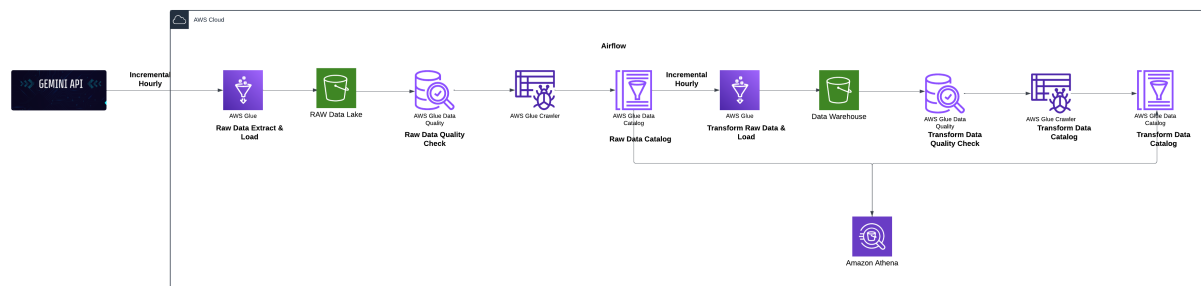 AWS Cloud
Airflow
GEMINI API
Incremental
Hourly
AWS Glue
Raw Data Extract &
Load
RAW Data Lake
AWS Glue Data
Quality
Raw Data Quality
Check
AWS Glue Crawler
AWS Glue Data
Catalog
Raw Data Catalog
Incremental
Hourly
AWS Glue
Transform Raw Data &
Load
Data Warehouse
AWS Glue Data
Quality
Transform Data
Quality Check
AWS Glue Crawler
Transform Data
Catalog
AWS Glue Data
Catalog
Transform Data
Catalog
Amazon Athena